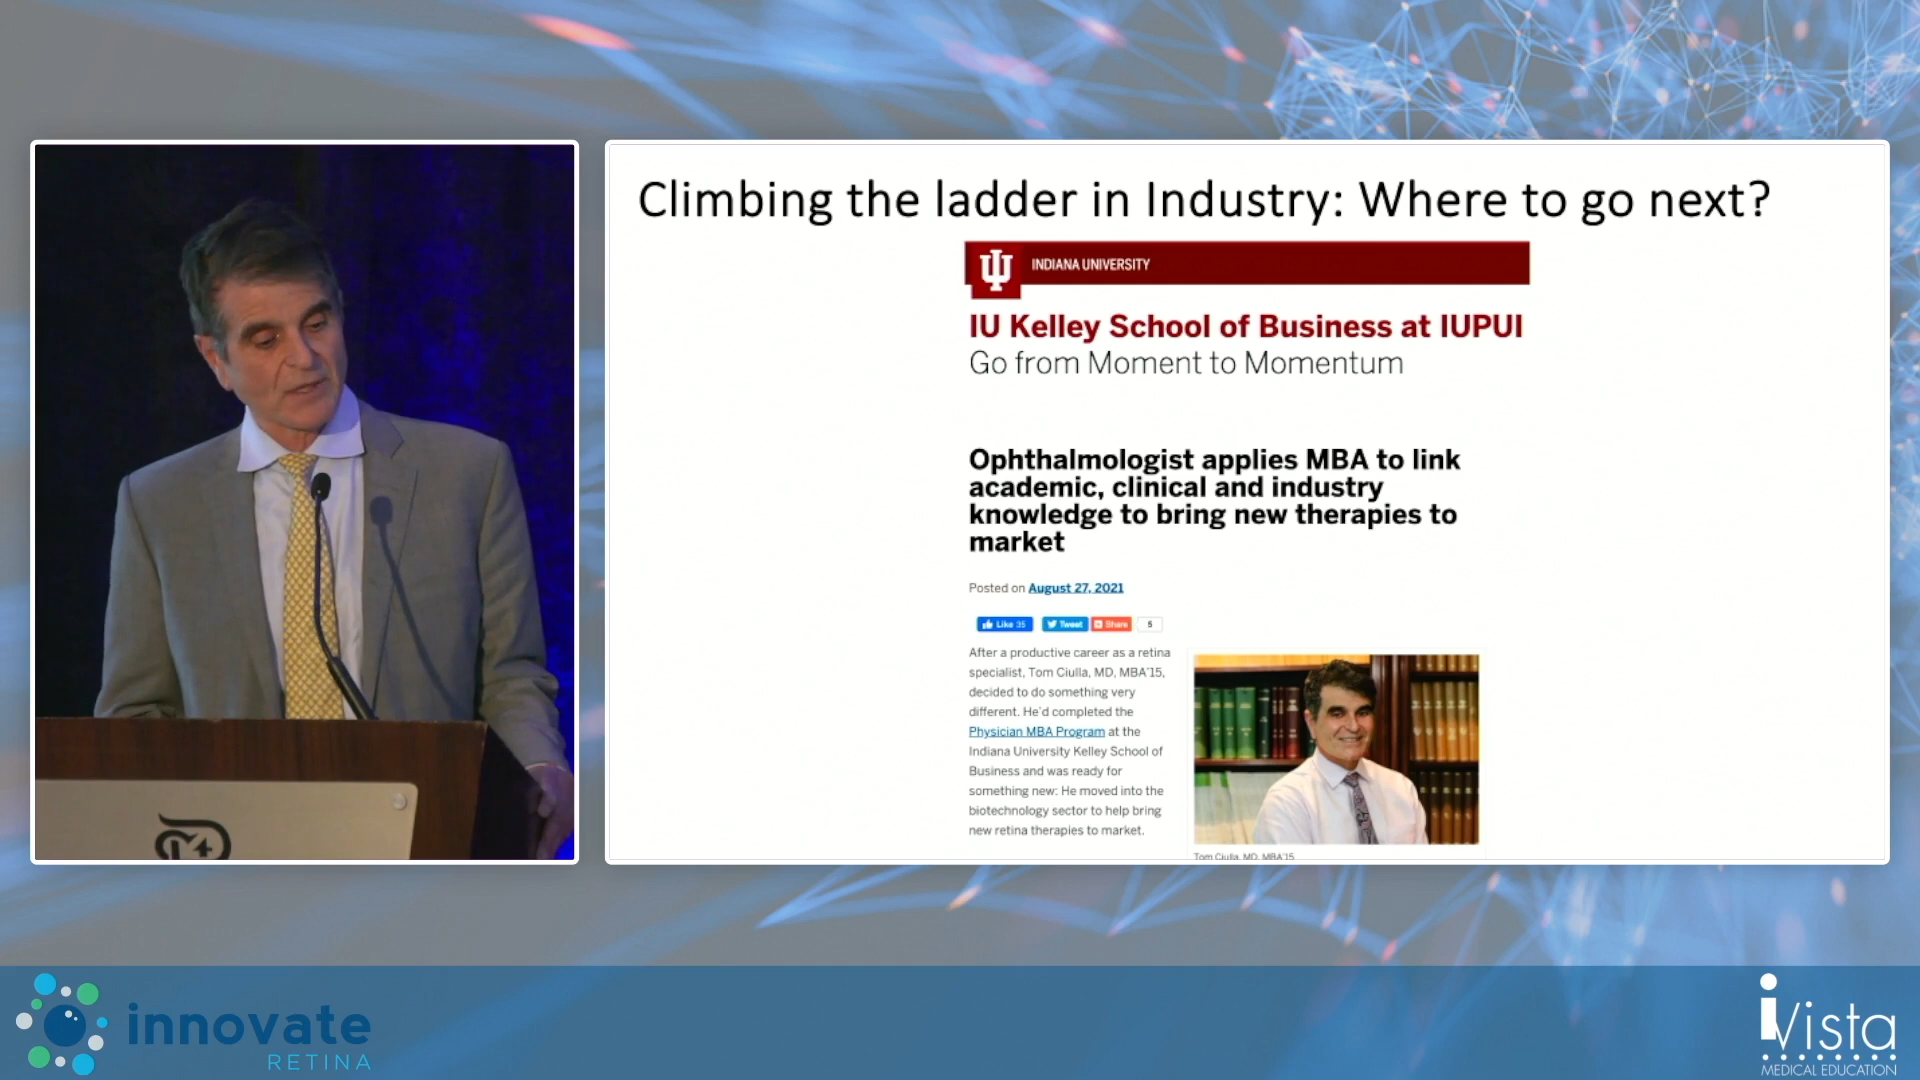 Climbing the ladder in Industry: Where to go next?
INDIANA UNIVERSITY
IU Kelley School of Business at IUPUI
Go from Moment to Momentum
Ophthalmologist applies MBA to link
academic, clinical and industry
knowledge to bring new therapies to
market
Posted on August 27, 2021
Like 35
Tweet
Share
5
After a productive career as a retina
specialist, Tom Ciulla, MD, MBA'15,
decided to do something very
different. He'd completed the
Physician MBA Program at the
Indiana University Kelley School of
Business and was ready for
something new: He moved into the
biotechnology sector to help bring
new retina therapies to market.
Tom Ciulla, MD, MBA'15
innovate
RETINA
iVista
MEDICAL EDUCATION